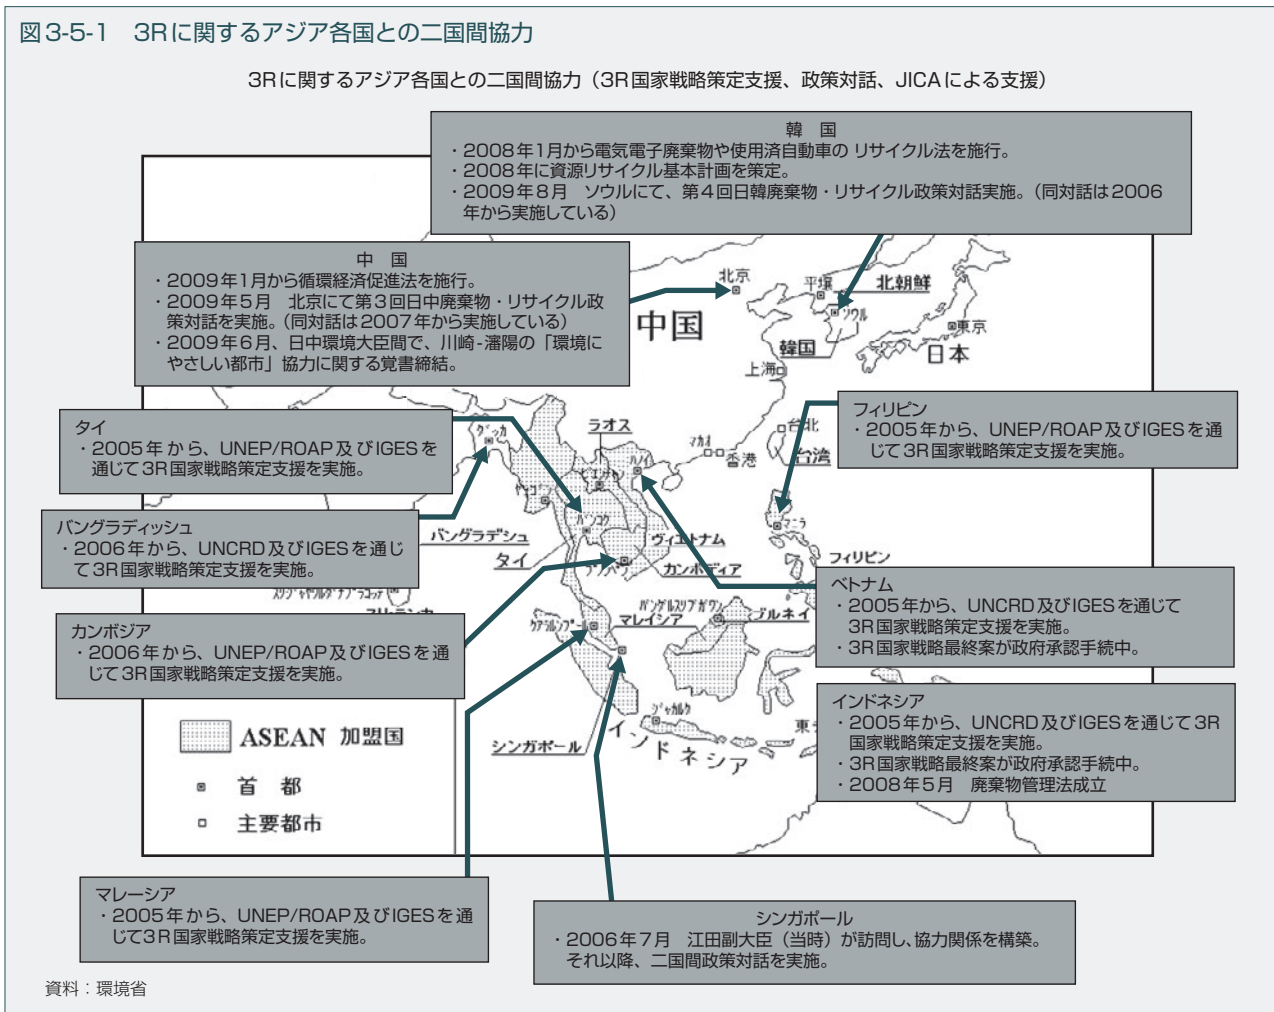 図3-5-1 3Rに関するアジア各国との二国間協力
3Rに関するアジア各国との二国間協力（3R国家戦略策定支援、政策対話、JICAによる支援）
韓 国
・2008年1月から電気電子廃棄物や使用済自動車の リサイクル法を施行。
・2008年に資源リサイクル基本計画を策定。
・2009年8月 ソウルにて、第4回日韓廃棄物・リサイクル政策対話実施。（同対話は2006
年から実施している）
中 国
・2009年1月から循環経済促進法を施行。
・2009年5月 北京にて第3回日中廃棄物・リサイクル政
策対話を実施。（同対話は2007年から実施している）
・2009年6月、日中環境大臣間で、川崎-瀋陽の「環境に
やさしい都市」協力に関する覚書締結。
北京
平壌
北朝鮮
ソウル
韓国
東京
日本
中国
上海
タイ
・2005年から、UNEP/ROAP及びIGESを
通じて3R国家戦略策定支援を実施。
ダッカ
ラオス
ハノイ
マカオ
香港
台北
台湾
フィリピン
・2005年から、UNEP/ROAP及びIGESを通
じて3R国家戦略策定支援を実施。
バングラディッシュ
・2006年から、UNCRD及びIGESを通じ
て3R国家戦略策定支援を実施。
バンコク
バングラデシュ
タイ
ヴィエトナム
カンボディア
マニラ
フィリピン
カンボジア
・2006年から、UNEP/ROAP及びIGESを通
じて3R国家戦略策定支援を実施。
クアラルンプール
マレイシア
バンダルスリブガワン
ブルネイ
ベトナム
・2005年から、UNCRD及びIGESを通じて
3R国家戦略策定支援を実施。
・3R国家戦略最終案が政府承認手続中。
インドネシア
・2005年から、UNCRD及びIGESを通じて3R
国家戦略策定支援を実施。
・3R国家戦略最終案が政府承認手続中。
・2008年5月 廃棄物管理法成立
ジャカルタ
シンガポール
インドネシア
ASEAN 加盟国
首 都
主要都市
マレーシア
・2005年から、UNEP/ROAP及びIGESを通
じて3R国家戦略策定支援を実施。
シンガポール
・2006年7月 江田副大臣（当時）が訪問し、協力関係を構築。
それ以降、二国間政策対話を実施。
資料：環境省